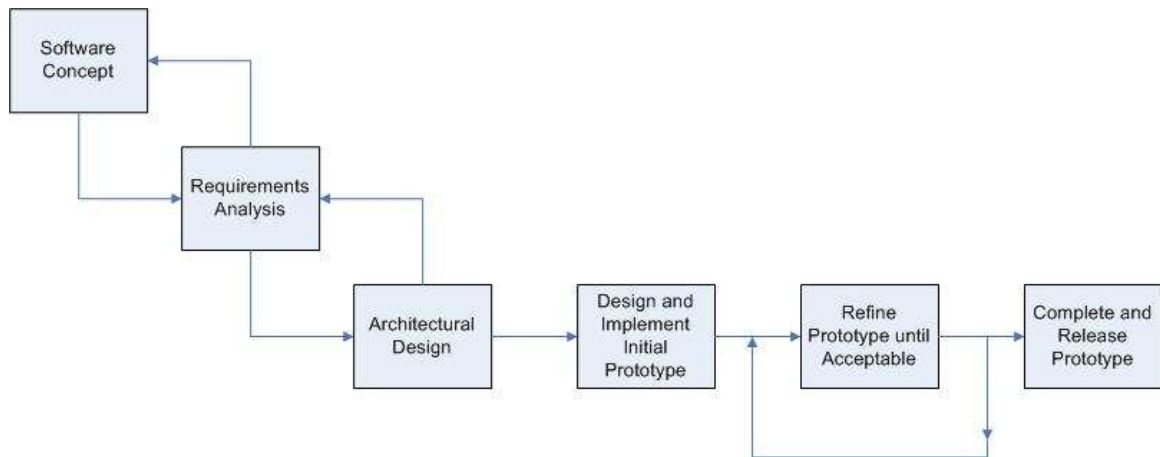 Software
Concept
Requirements
Analysis
Architectural
Design
Design and
Implement
Initial
Prototype
Refine
Prototype until
Acceptable
Complete and
Release
Prototype